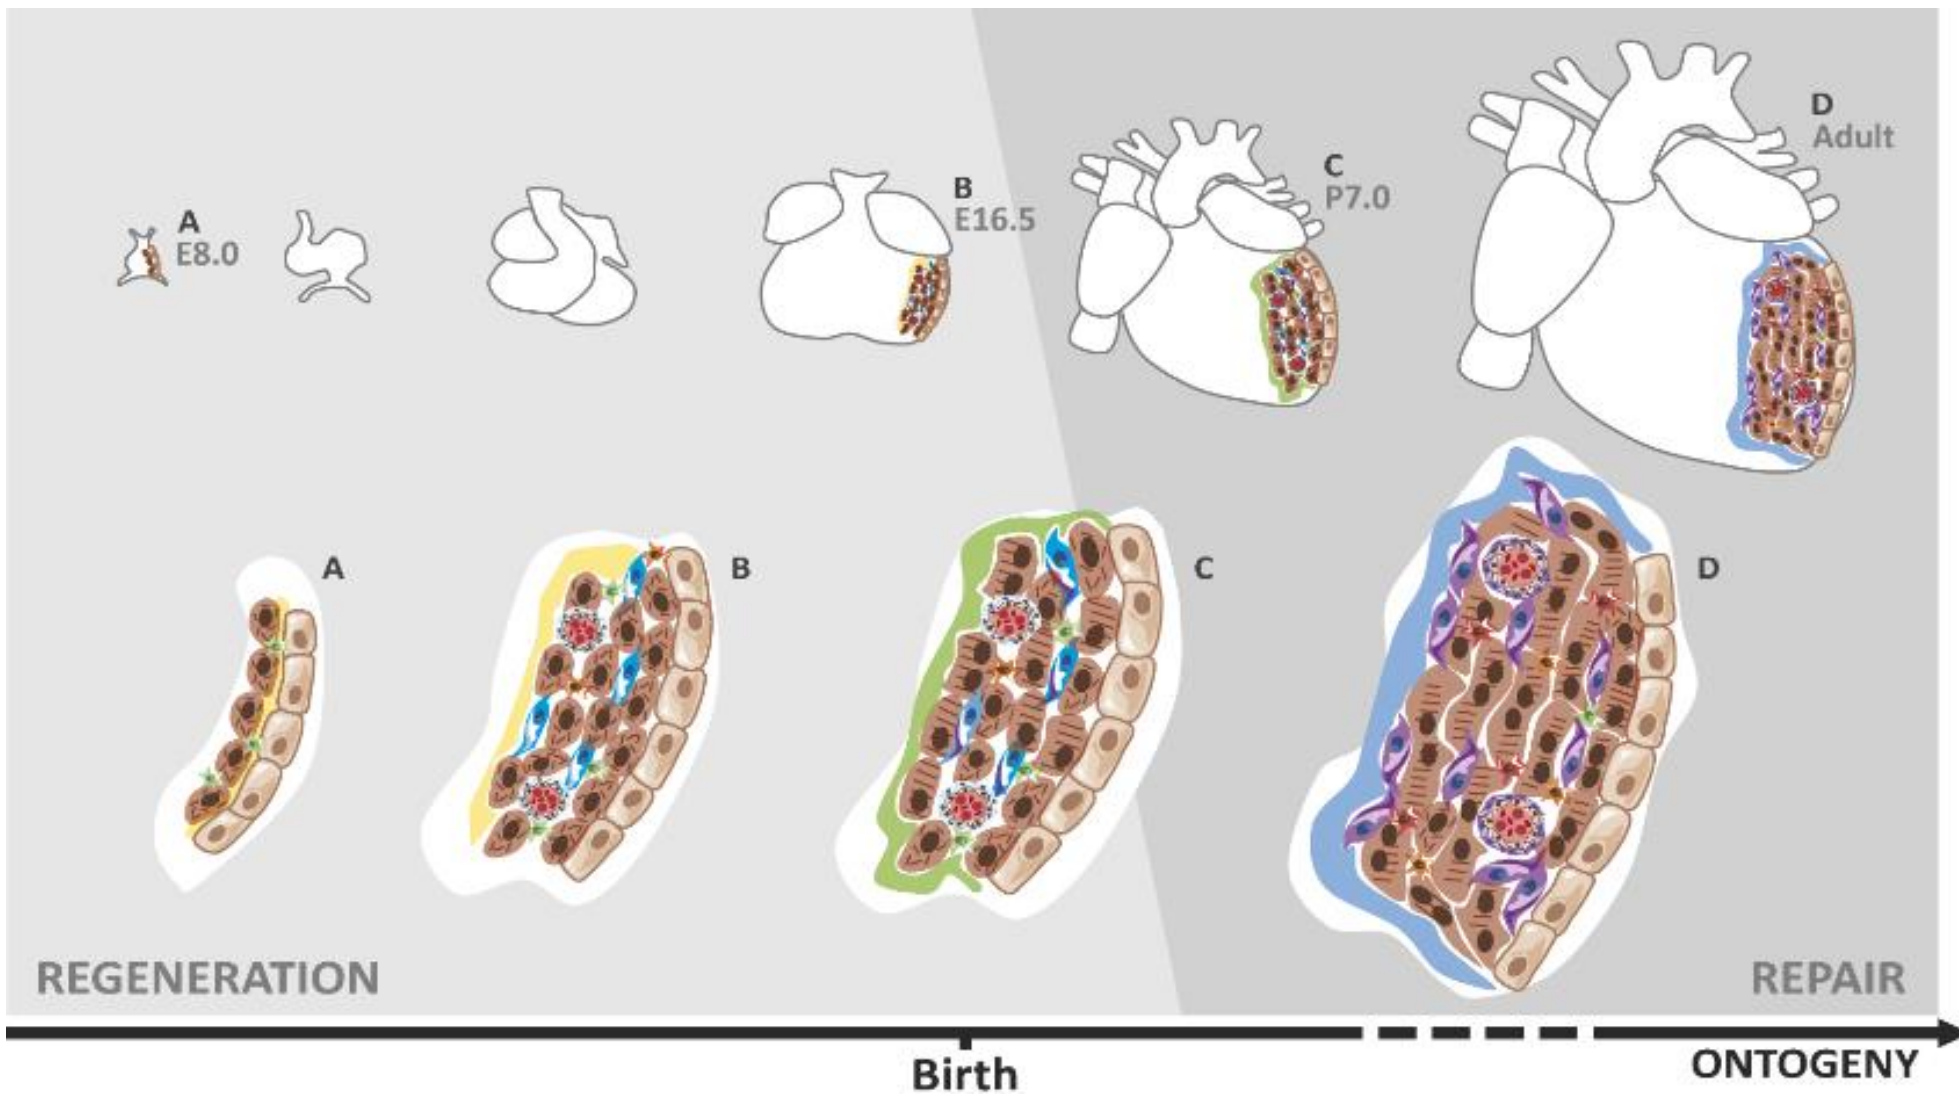 A
E8.0
B
E16.5
C
P7.0
D
Adult
A
B
C
D
REGENERATION
REPAIR
Birth
ONTOGENY